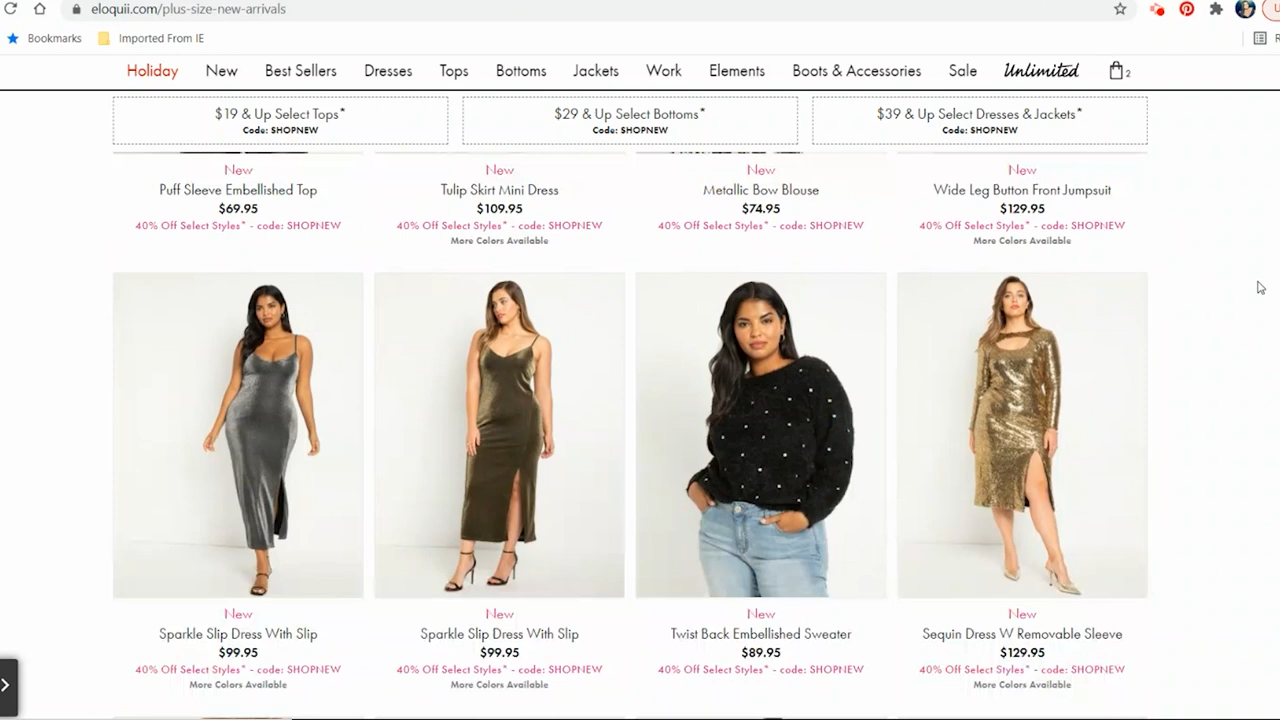 eloquii.com/plus-size-new-arrivals
Bookmarks Imported From IE
Holiday New Best Sellers Dresses Tops Bottoms Jackets Work Elements Boots & Accessories Sale Unlimited 2
$19 & Up Select Tops* $29 & Up Select Bottoms* $39 & Up Select Dresses & Jackets*
Code: SHOPNEW Code: SHOPNEW Code: SHOPNEW
New New New New
Puff Sleeve Embellished Top Tulip Skirt Mini Dress Metallic Bow Blouse Wide Leg Button Front Jumpsuit
$69.95 $109.95 $74.95 $129.95
40% Off Select Styles* - code: SHOPNEW 40% Off Select Styles* - code: SHOPNEW 40% Off Select Styles* - code: SHOPNEW 40% Off Select Styles* - code: SHOPNEW
More Colors Available More Colors Available
New New New New
Sparkle Slip Dress With Slip Sparkle Slip Dress With Slip Twist Back Embellished Sweater Sequin Dress W Removable Sleeve
$99.95 $99.95 $89.95 $129.95
40% Off Select Styles* - code: SHOPNEW 40% Off Select Styles* - code: SHOPNEW 40% Off Select Styles* - code: SHOPNEW 40% Off Select Styles* - code: SHOPNEW
More Colors Available More Colors Available More Colors Available